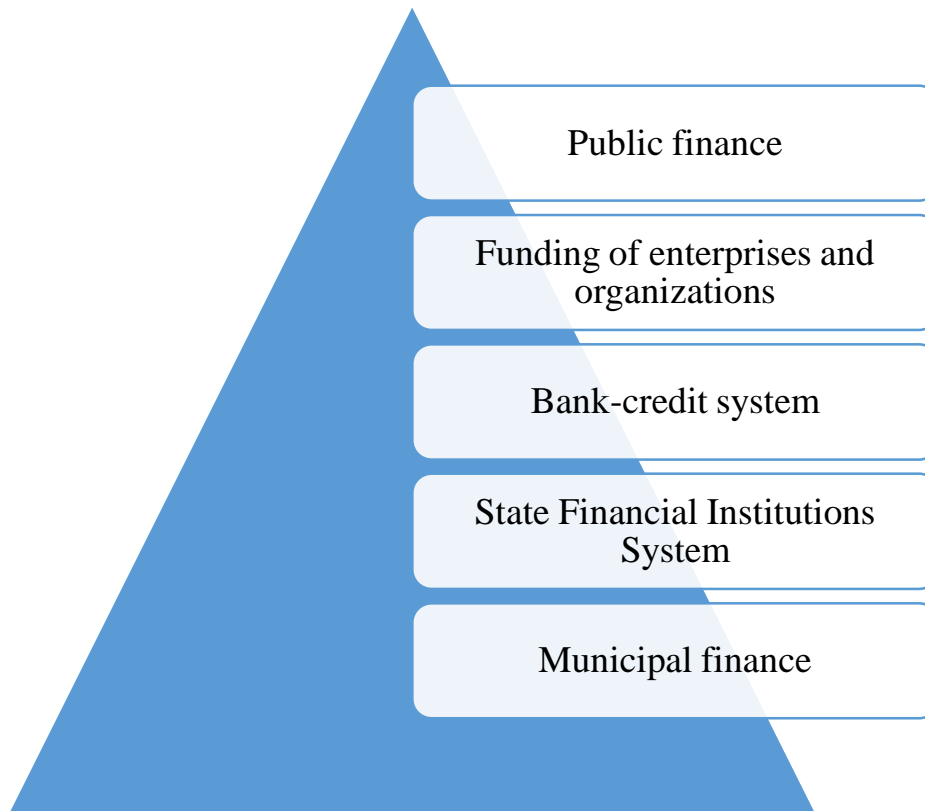 Public finance
Funding of enterprises and
organizations
Bank-credit system
State Financial Institutions
System
Municipal finance